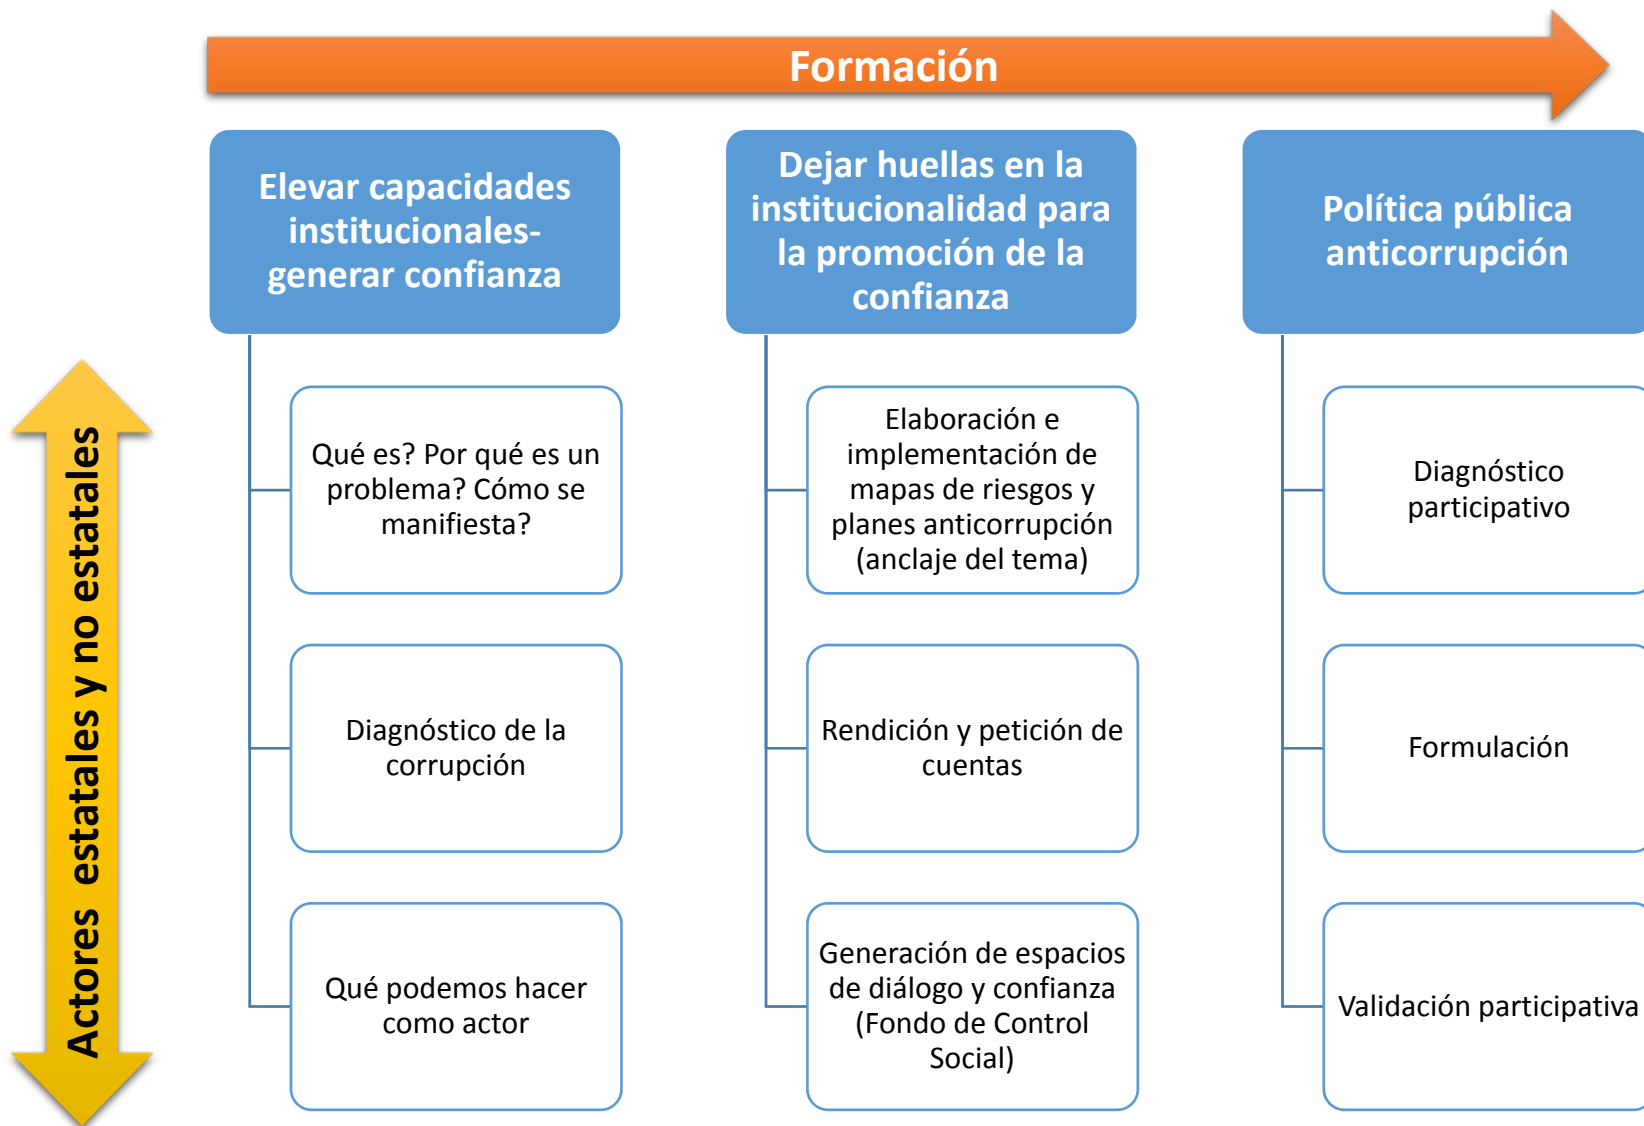 Formación
Elevar capacidades
institucionales-
generar confianza
Qué es? Por qué es un
problema? Cómo se
manifiesta?
Diagnóstico de la
corrupción
Qué podemos hacer
como actor
Dejar huellas en la
institucionalidad para
la promoción de la
confianza
Elaboración e
implementación de
mapas de riesgos y
planes anticorrupción
(anclaje del tema)
Rendición y petición de
cuentas
Generación de espacios
de diálogo y confianza
(Fondo de Control
Social)
Política pública
anticorrupción
Diagnóstico
participativo
Formulación
Validación participativa
Actores estatales y no estatales